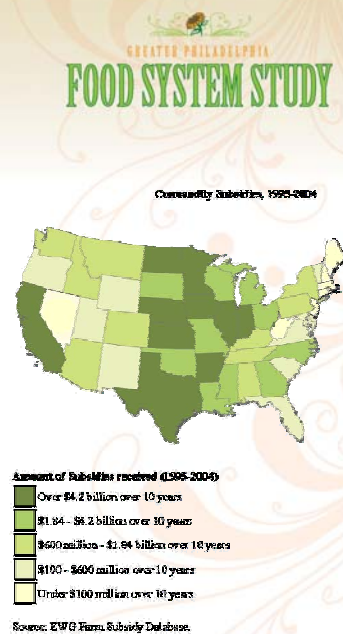 GREATER PHILADELPHIA
FOOD SYSTEM STUDY
Commodity Subsidies, 1995-2004
Amount of Subsidies received (1995-2004)
Over $4.2 billion over 10 years
$1.84 - $4.2 billion over 10 years
$600 million - $1.84 billion over 10 years
$100 - $600 million over 10 years
Under $100 million over 10 years
Source: EWG Farm Subsidy Database.